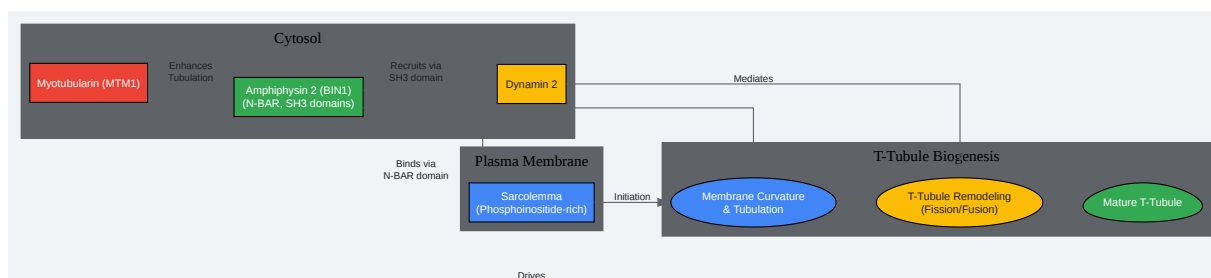 Cytosol
Myotubularin (MTM1)
Enhances
Tubulation
Amphiphysin 2 (BIN1)
(N-BAR, SH3 domains)
Recruits via
SH3 domain
Dynamin 2
Mediates
Binds via
N-BAR domain
Plasma Membrane
Sarcolemma
(Phosphoinositide-rich)
Initiation
T-Tubule Biogenesis
Membrane Curvature
& Tubulation
T-Tubule Remodeling
(Fission/Fusion)
Mature T-Tubule
Drives